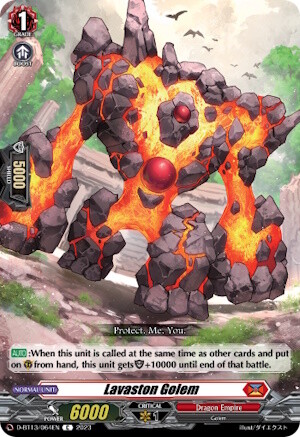 1
GRADE
BOOST
5000
SHIELD
Protect. Me. You.
AUTO:When this unit is called at the same time as other cards and put
on from hand, this unit gets +10000 until end of that battle.
NORMAL UNIT
Lavaston Golem
POWER 6000
CRITICAL
1
Dragon Empire
Golem
D-BT13/064EN C 2023
Illust/ダイエクスト